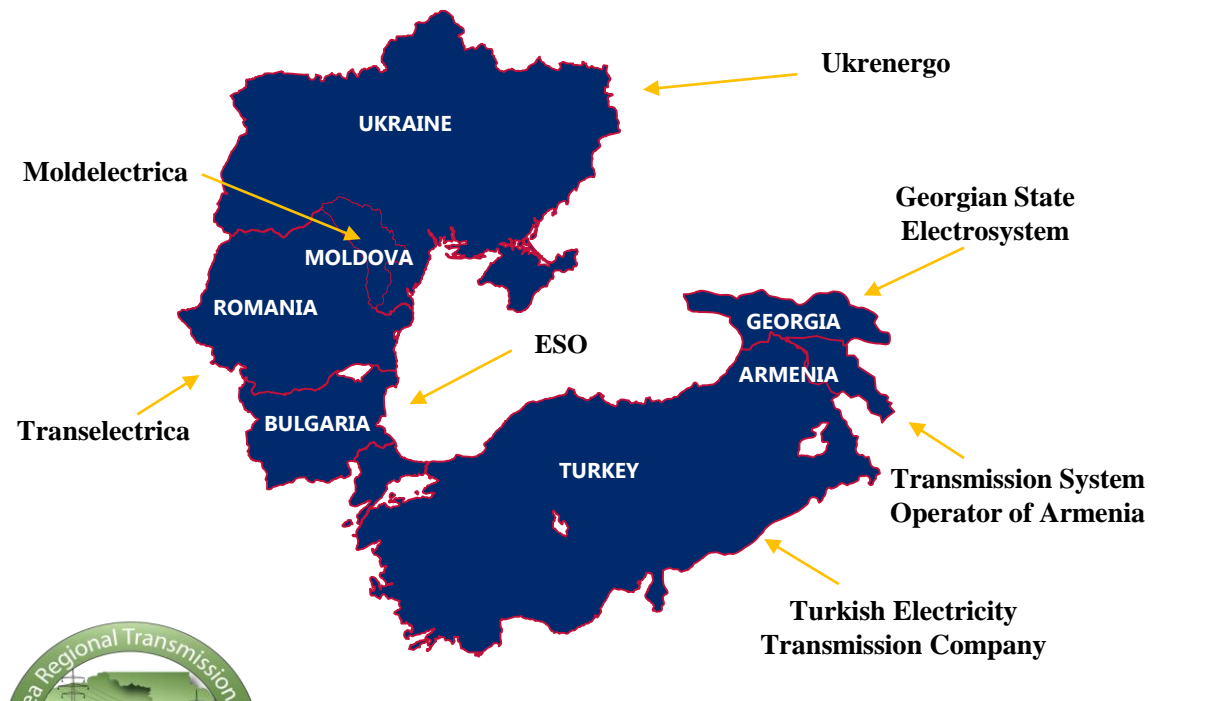 Ukrenergo
UKRAINE
Moldelectrica
Georgian State
Electrosystem
MOLDOVA
ROMANIA
GEORGIA
ESO
ARMENIA
Transelectrica
BULGARIA
TURKEY
Transmission System
Operator of Armenia
Turkish Electricity
Transmission Company
Regional Transmission